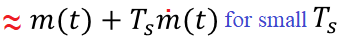 ≈ m(t) + Tₛṁ(t) for small Tₛ